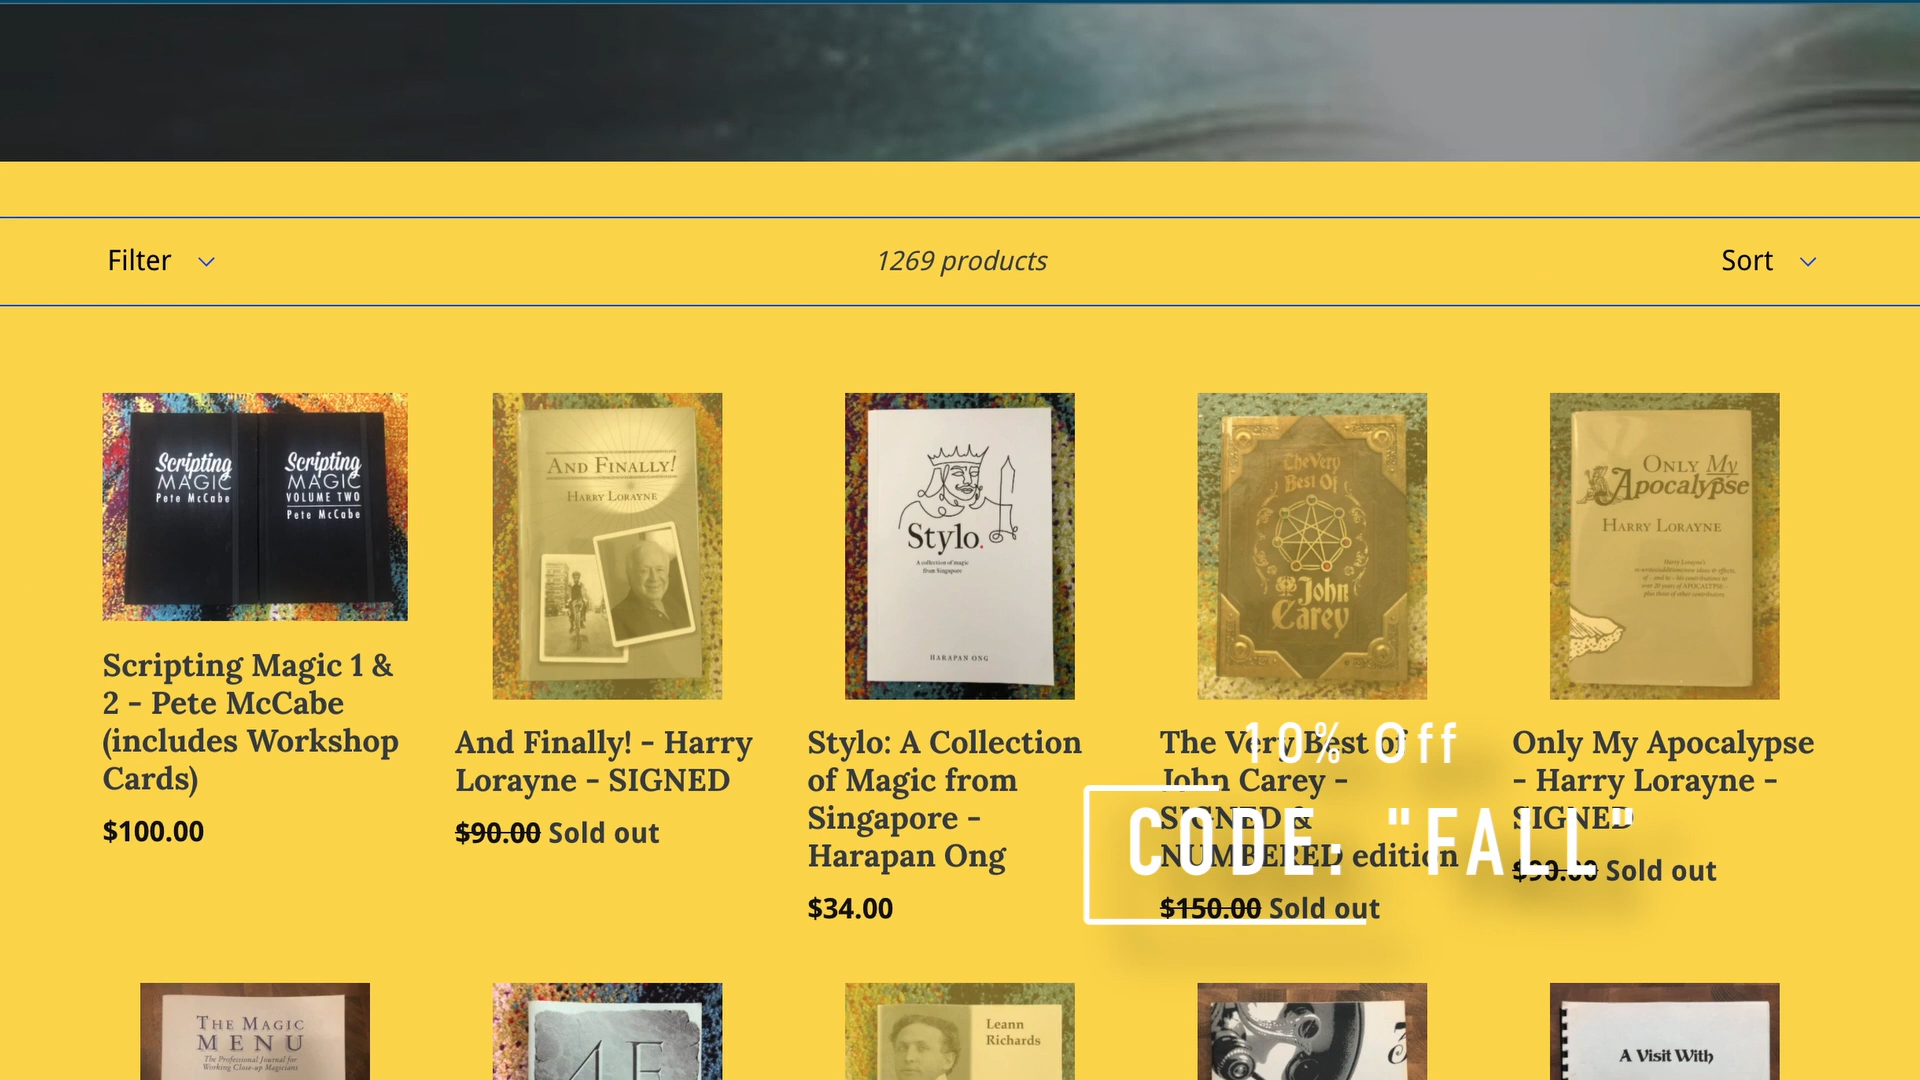 Filter
1269 products
Sort
Scripting
MAGIC
Pete McCabe
Scripting
MAGIC
VOLUME TWO
Pete McCabe
AND FINALLY!
HARRY LORAYNE
Stylo.
A collection of magic
from Singapore
HARAPAN ONG
The Very
Best Of
John
Carey
ONLY My
Apocalypse
HARRY LORAYNE
Scripting Magic 1 &
2 - Pete McCabe
(includes Workshop
Cards)
$100.00
And Finally! - Harry
Lorayne - SIGNED
$90.00 Sold out
Stylo: A Collection
of Magic from
Singapore -
Harapan Ong
$34.00
The Very Best of
John Carey -
SIGNED &
NUMBERED edition
$150.00 Sold out
Only My Apocalypse
- Harry Lorayne -
SIGNED
$90.00 Sold out
10% Off
CODE: "FALL"
THE MAGIC
MENU
The Professional Journal for
Working Close-up Magicians
Leann
Richards
A Visit With